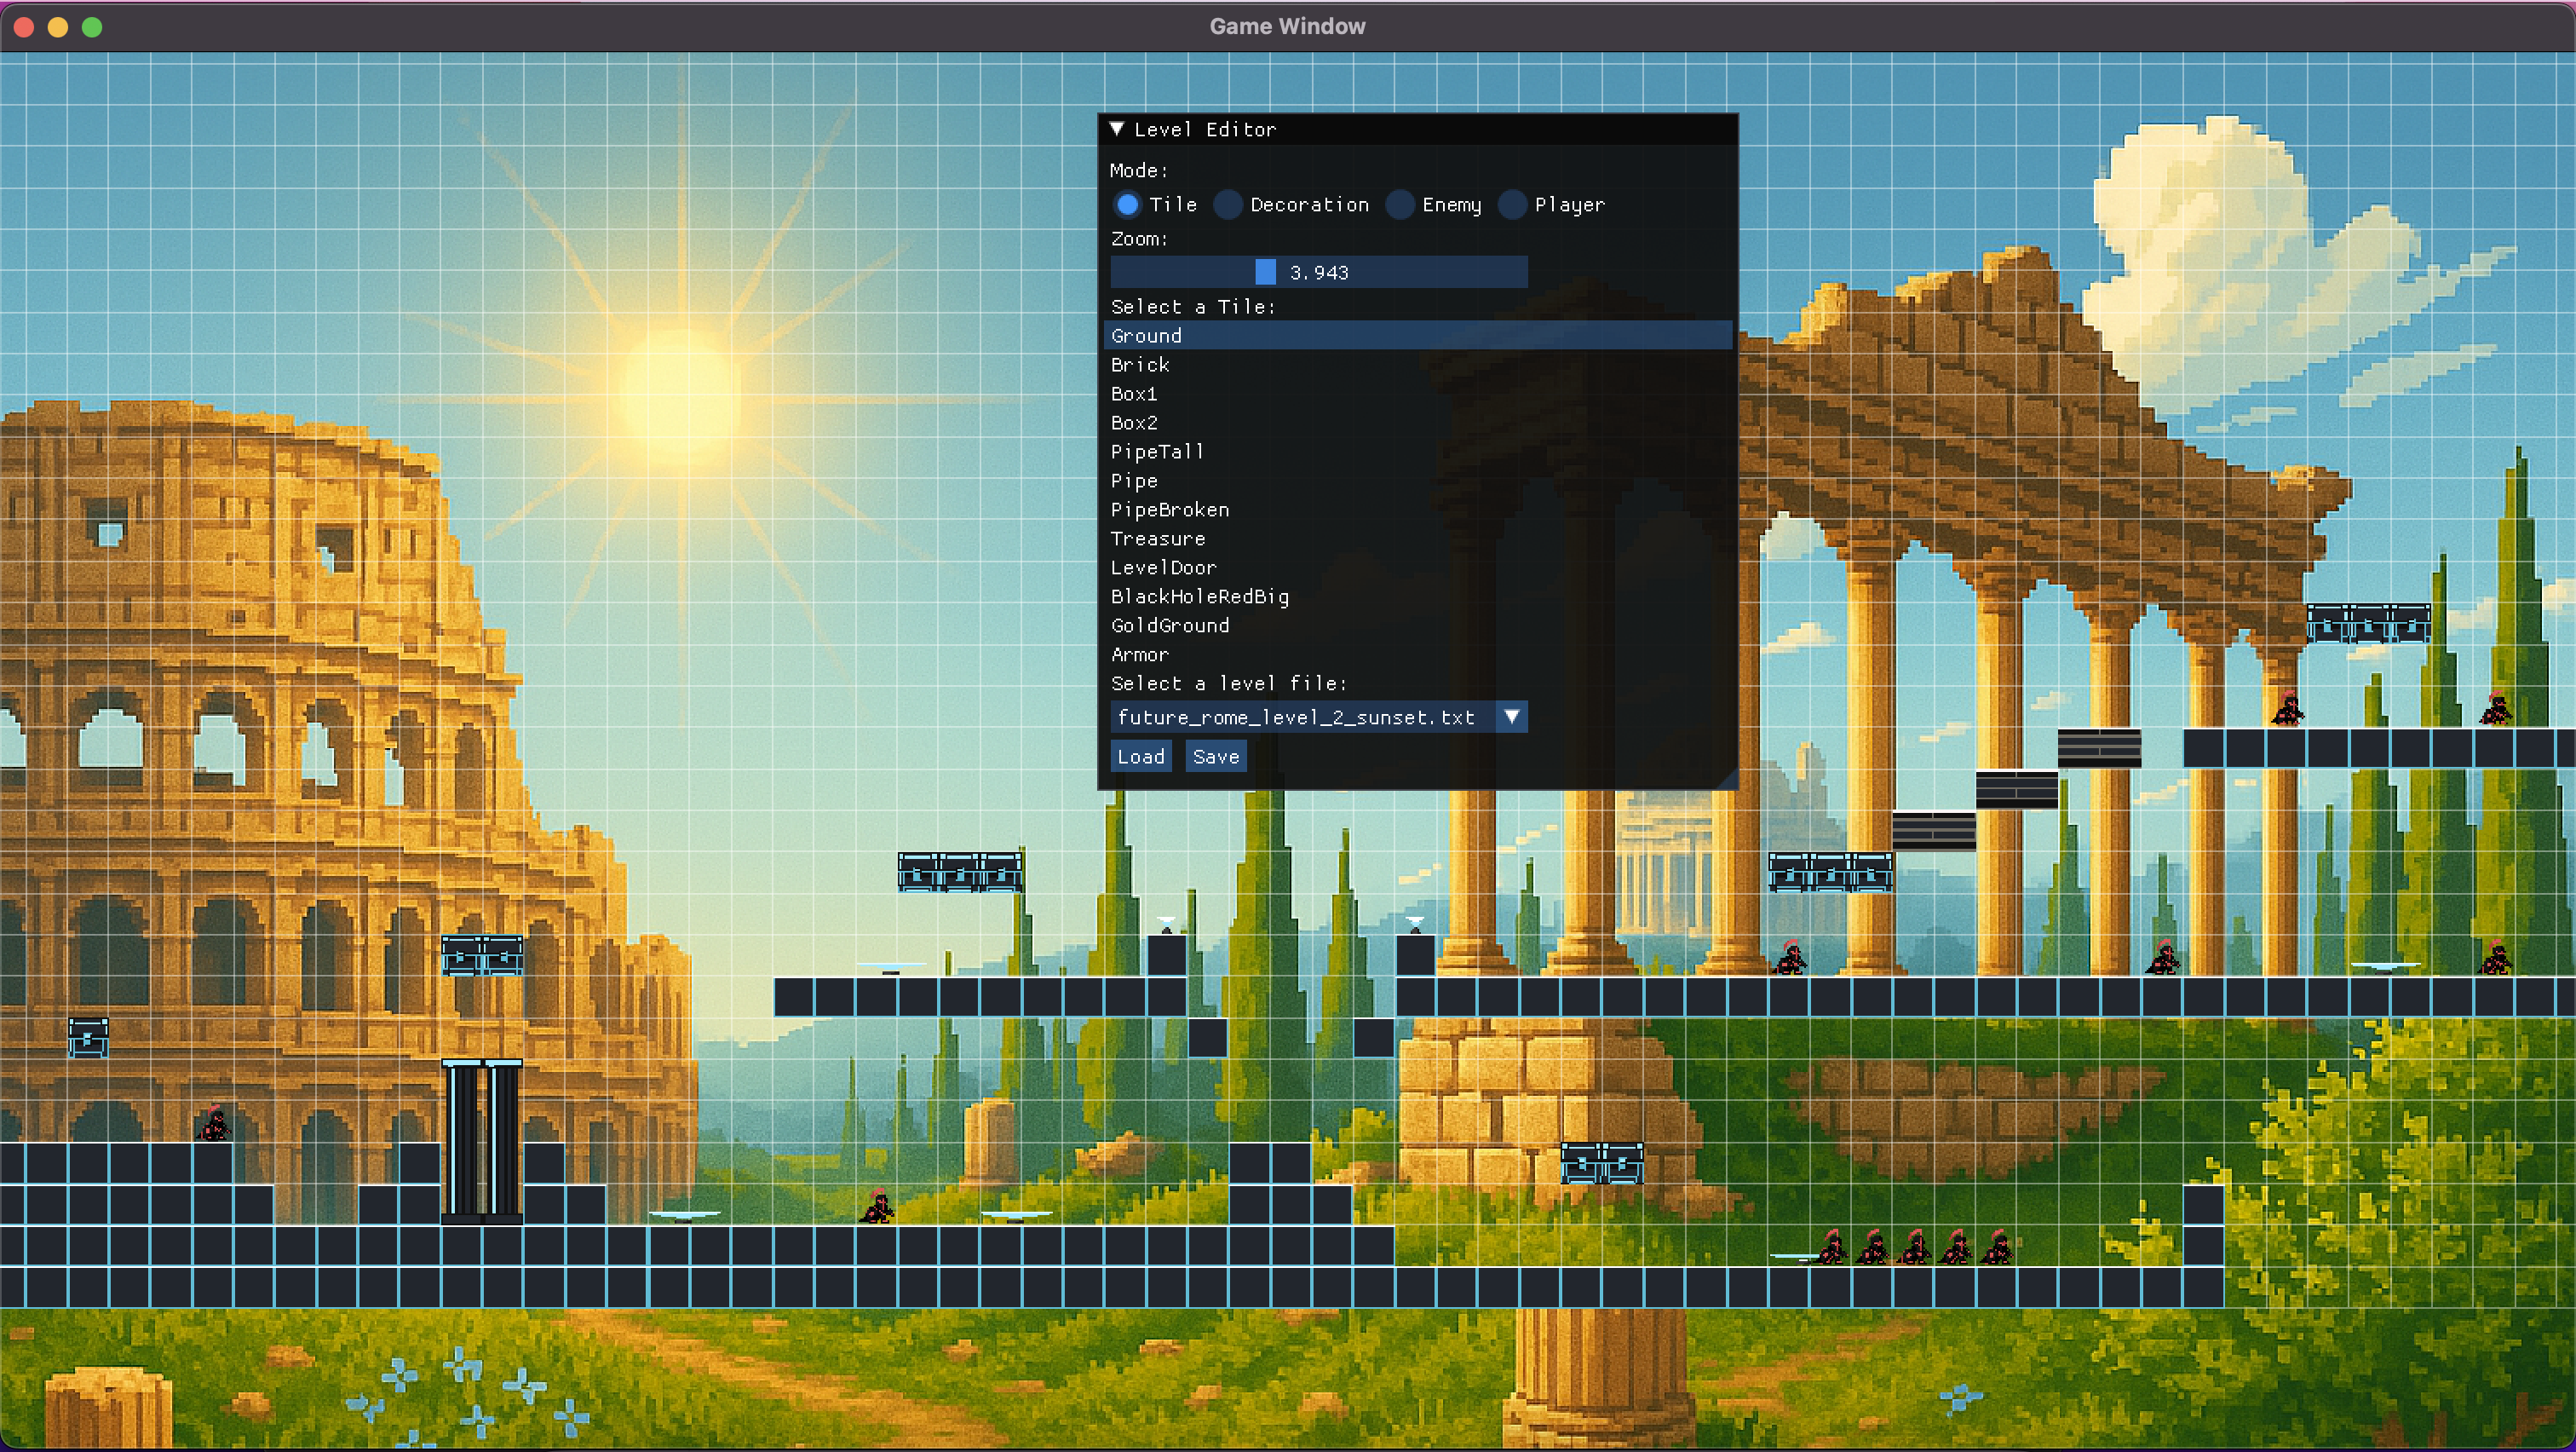 Game Window
Level Editor
Mode:
Tile Decoration Enemy Player
Zoom:
3.943
Select a Tile:
Ground
Brick
Box1
Box2
PipeTall
Pipe
PipeBroken
Treasure
LevelDoor
BlackHoleRedBig
GoldGround
Armor
Select a level file:
future_rome_level_2_sunset.txt
Load Save